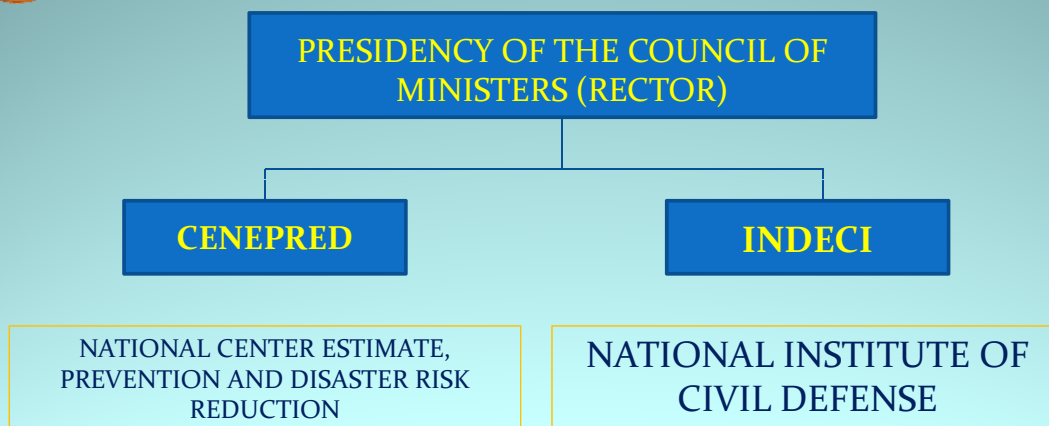 PRESIDENCY OF THE COUNCIL OF
MINISTERS (RECTOR)
CENEPRED
INDECI
NATIONAL CENTER ESTIMATE,
PREVENTION AND DISASTER RISK
REDUCTION
NATIONAL INSTITUTE OF
CIVIL DEFENSE